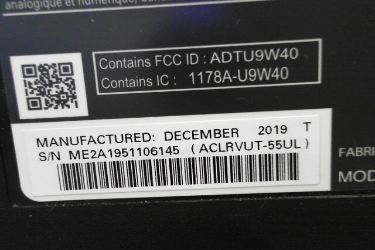 analogique et numérique,
Contains FCC ID : ADTU9W40
Contains IC : 1178A-U9W40
MANUFACTURED: DECEMBER 2019 T
S/N ME2A1951106145 (ACLRVUT-55UL)
FABRI
MOD